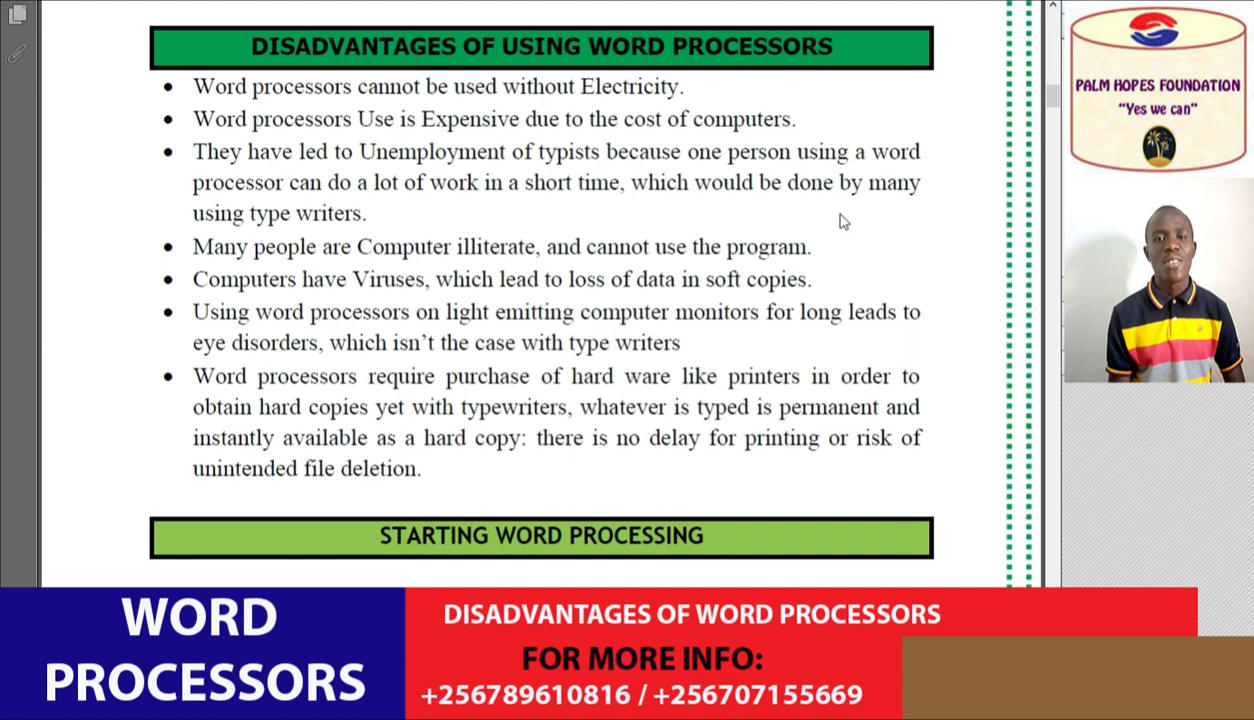 DISADVANTAGES OF USING WORD PROCESSORS
• Word processors cannot be used without Electricity.
• Word processors Use is Expensive due to the cost of computers.
• They have led to Unemployment of typists because one person using a word
processor can do a lot of work in a short time, which would be done by many
using type writers.
• Many people are Computer illiterate, and cannot use the program.
• Computers have Viruses, which lead to loss of data in soft copies.
• Using word processors on light emitting computer monitors for long leads to
eye disorders, which isn’t the case with type writers
• Word processors require purchase of hard ware like printers in order to
obtain hard copies yet with typewriters, whatever is typed is permanent and
instantly available as a hard copy: there is no delay for printing or risk of
unintended file deletion.
STARTING WORD PROCESSING
PALM HOPES FOUNDATION
“Yes we can”
WORD
PROCESSORS
DISADVANTAGES OF WORD PROCESSORS
FOR MORE INFO:
+256789610816 / +256707155669